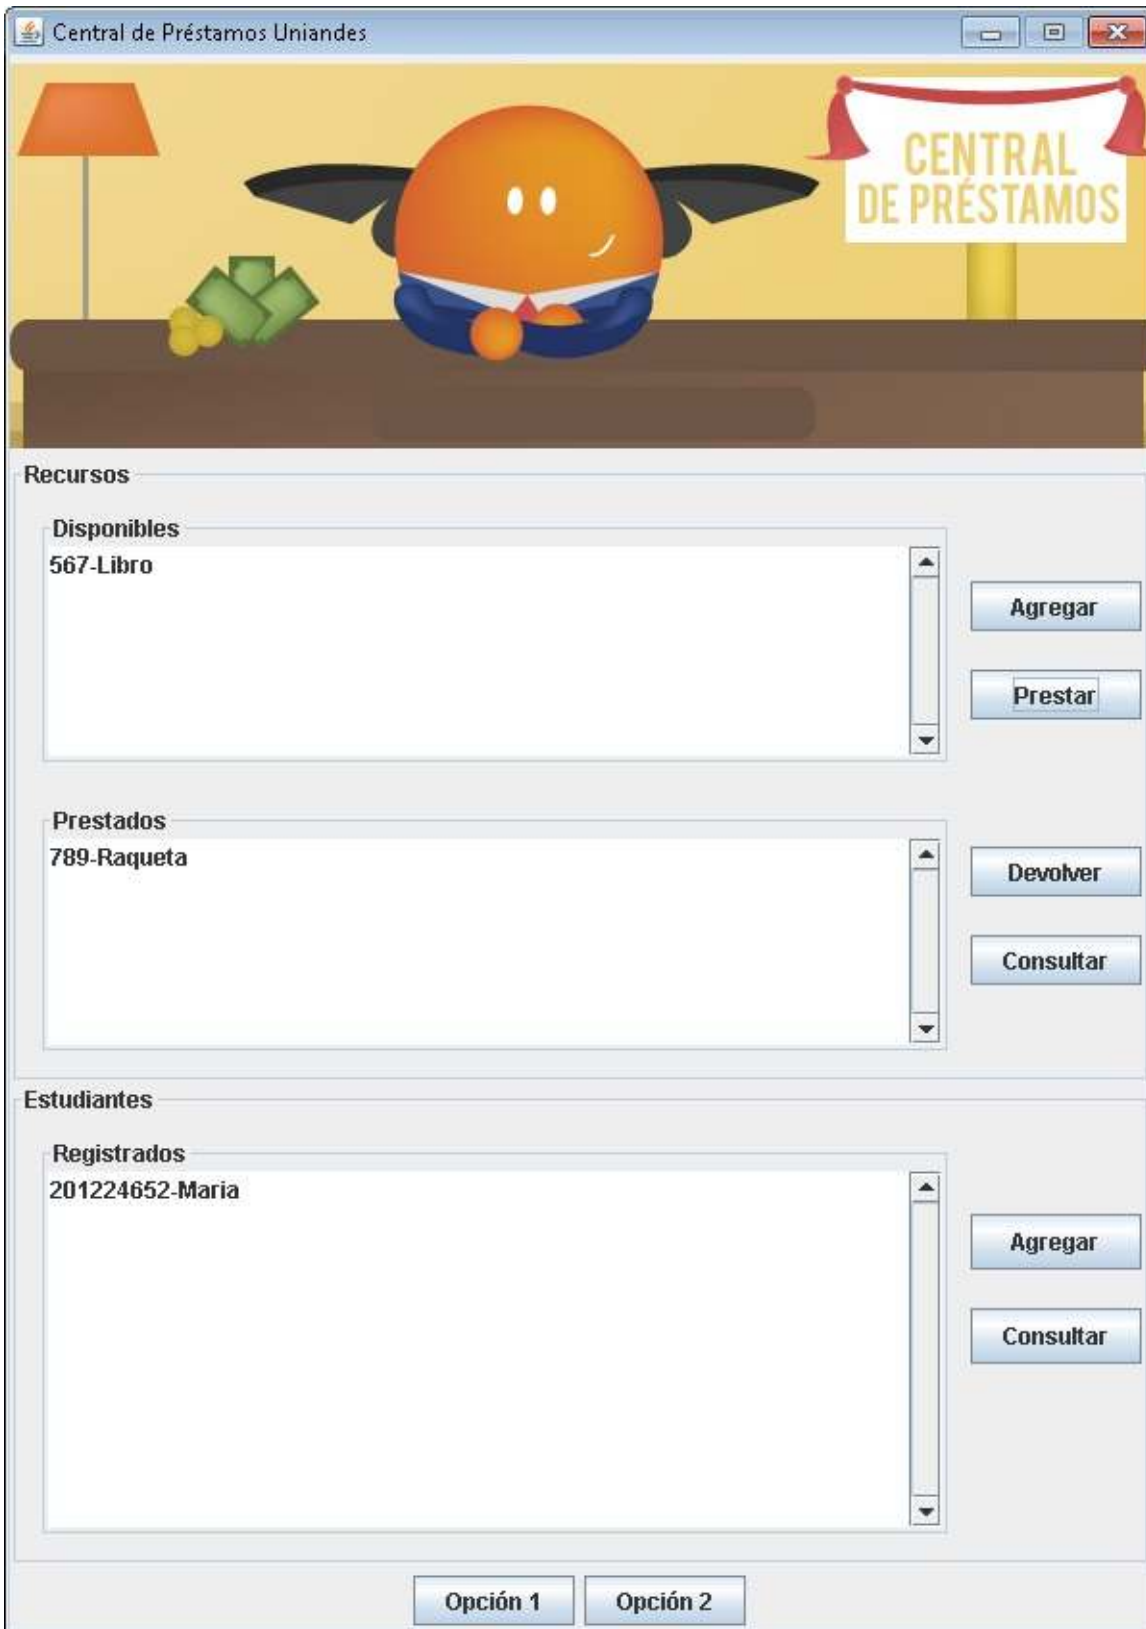 Central de Préstamos Uniandes
CENTRAL
DE PRÉSTAMOS
Recursos
Disponibles
567-Libro
Agregar
Prestar
Prestados
789-Raqueta
Devolver
Consultar
Estudiantes
Registrados
201224652-Maria
Agregar
Consultar
Opción 1
Opción 2